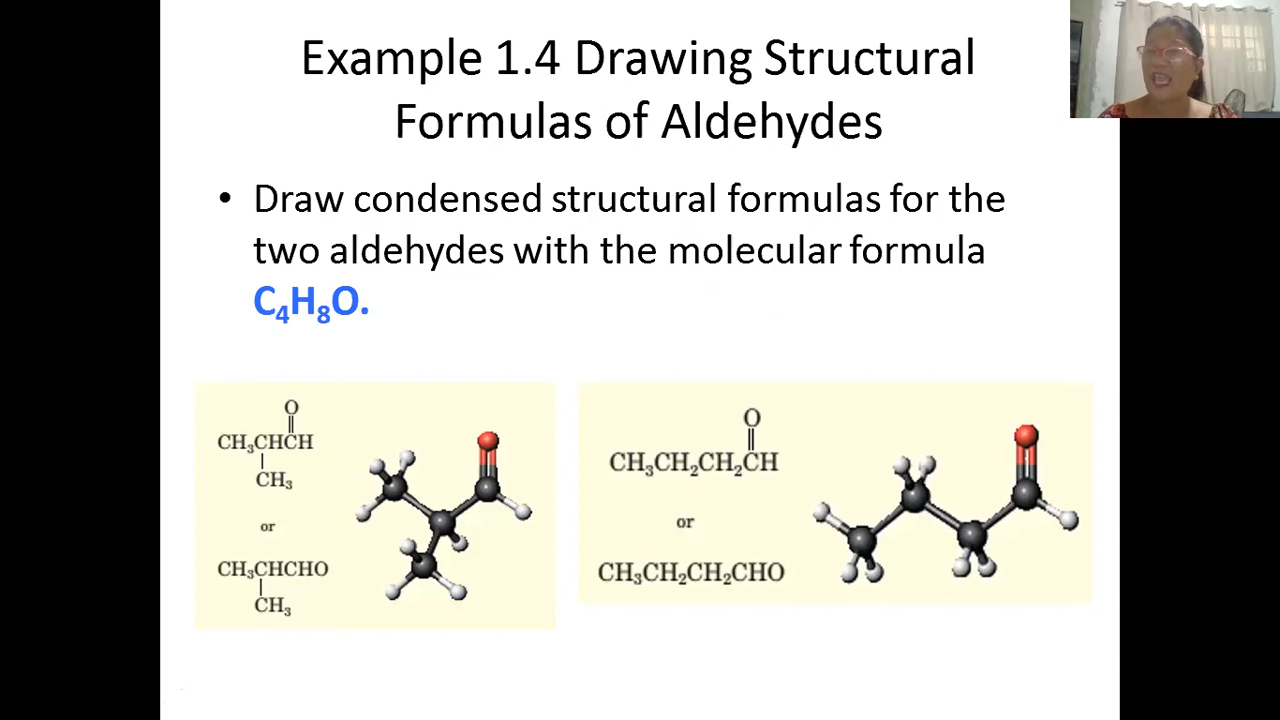 Example 1.4 Drawing Structural
Formulas of Aldehydes
• Draw condensed structural formulas for the
two aldehydes with the molecular formula
C₄H₈O.
O
CH₃CHCH
CH₃
or
CH₃CHCHO
CH₃
O
CH₃CH₂CH₂CH
or
CH₃CH₂CH₂CHO